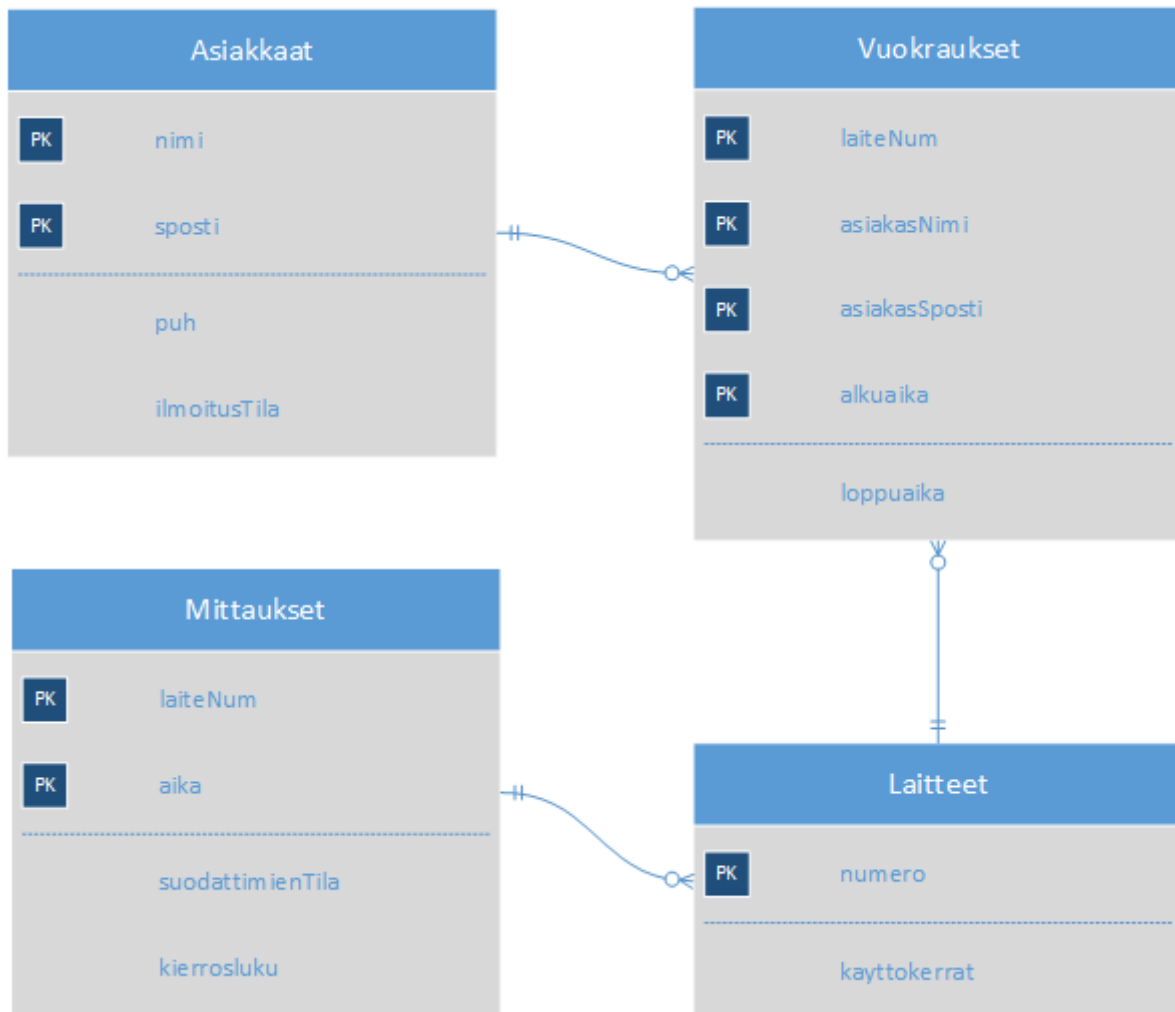 Asiakkaat
PK nimi
PK sposti
puh
ilmoitusTila
Vuokraukset
PK laiteNum
PK asiakasNimi
PK asiakasSposti
PK alkuaika
loppuaika
Mittaukset
PK laiteNum
PK aika
suodattimienTila
kierrosluku
Laitteet
PK numero
kayttokerrat